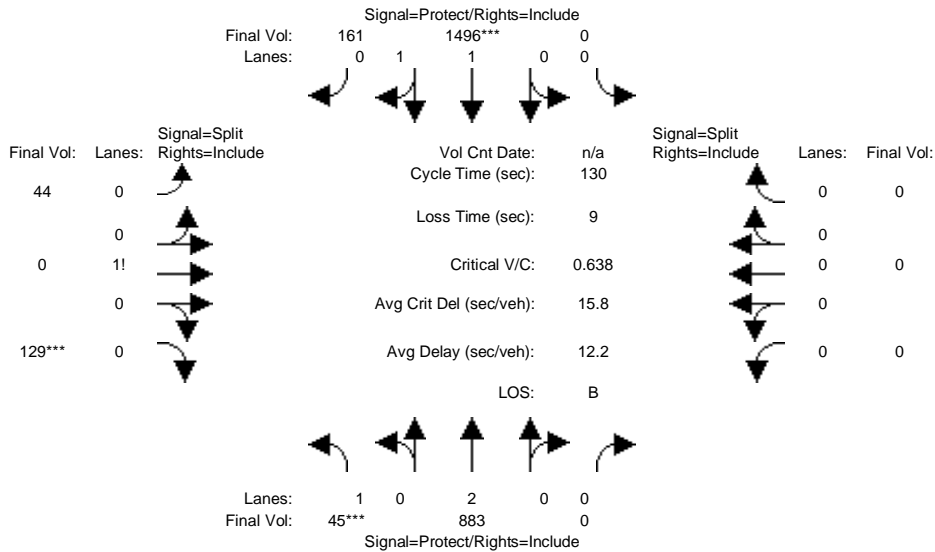 Signal=Protect/Rights=Include
Final Vol: 161 1496*** 0
Lanes: 0 1 1 0 0
Signal=Split Signal=Split
Final Vol: Lanes: Rights=Include Vol Cnt Date: n/a Rights=Include Lanes: Final Vol:
Cycle Time (sec): 130
44 0 0 0
Loss Time (sec): 9
0 0
0 1! Critical V/C: 0.638 0 0
0 Avg Crit Del (sec/veh): 15.8 0
129*** 0 Avg Delay (sec/veh): 12.2 0 0
LOS: B
Lanes: 1 0 2 0 0
Final Vol: 45*** 883 0
Signal=Protect/Rights=Include